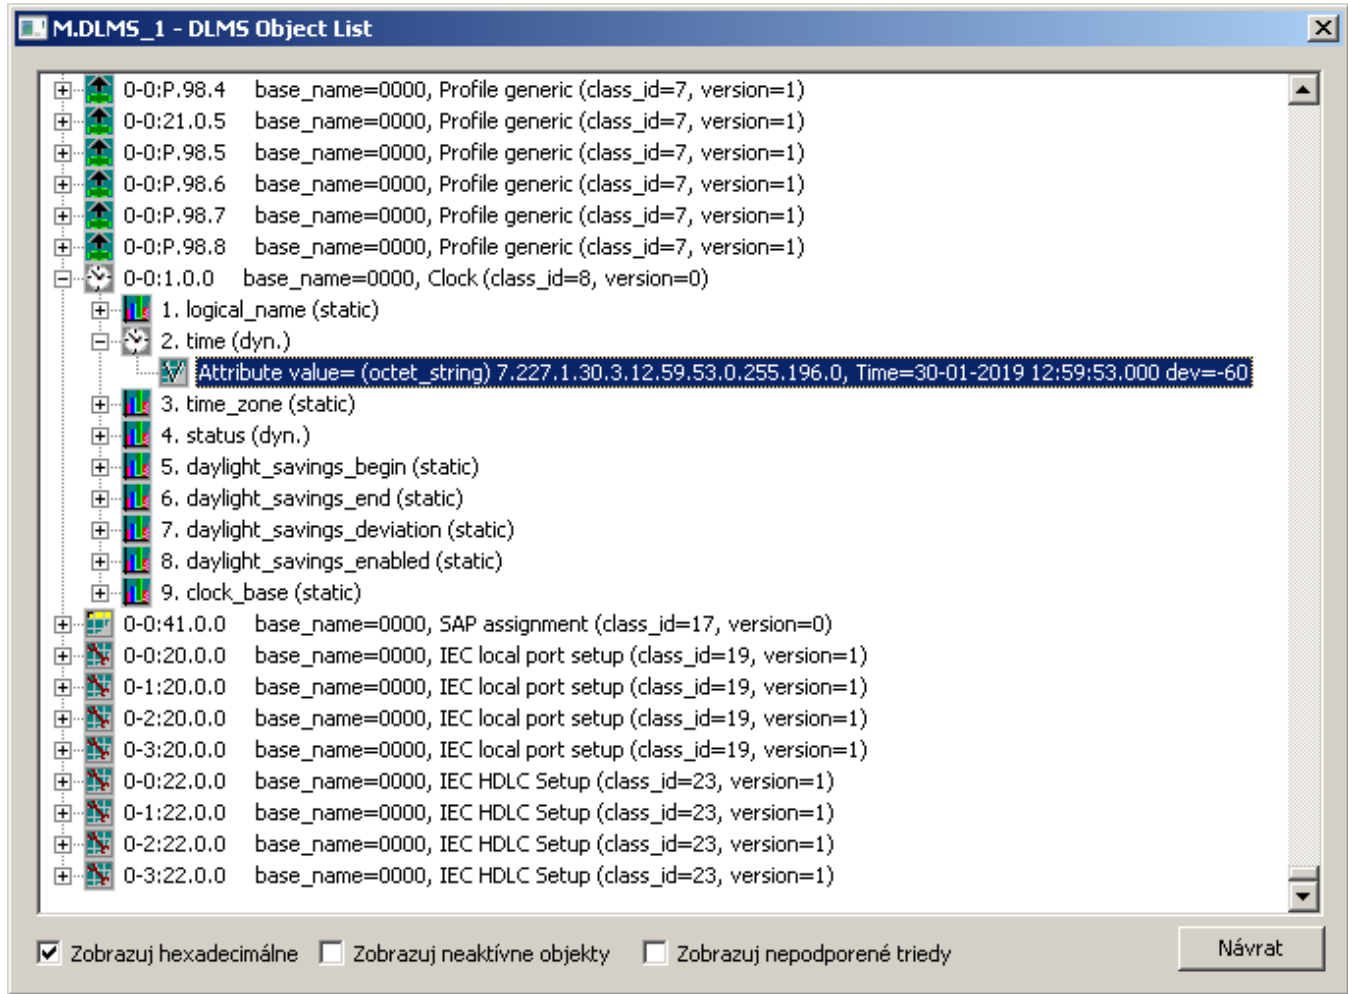 M.DLMS_1 - DLMS Object List
0-0:P.98.4 base_name=0000, Profile generic (class_id=7, version=1)
0-0:21.0.5 base_name=0000, Profile generic (class_id=7, version=1)
0-0:P.98.5 base_name=0000, Profile generic (class_id=7, version=1)
0-0:P.98.6 base_name=0000, Profile generic (class_id=7, version=1)
0-0:P.98.7 base_name=0000, Profile generic (class_id=7, version=1)
0-0:P.98.8 base_name=0000, Profile generic (class_id=7, version=1)
0-0:1.0.0 base_name=0000, Clock (class_id=8, version=0)
1. logical_name (static)
2. time (dyn.)
Attribute value= (octet_string) 7.227.1.30.3.12.59.53.0.255.196.0, Time=30-01-2019 12:59:53.000 dev=-60
3. time_zone (static)
4. status (dyn.)
5. daylight_savings_begin (static)
6. daylight_savings_end (static)
7. daylight_savings_deviation (static)
8. daylight_savings_enabled (static)
9. clock_base (static)
0-0:41.0.0 base_name=0000, SAP assignment (class_id=17, version=0)
0-0:20.0.0 base_name=0000, IEC local port setup (class_id=19, version=1)
0-1:20.0.0 base_name=0000, IEC local port setup (class_id=19, version=1)
0-2:20.0.0 base_name=0000, IEC local port setup (class_id=19, version=1)
0-3:20.0.0 base_name=0000, IEC local port setup (class_id=19, version=1)
0-0:22.0.0 base_name=0000, IEC HDLC Setup (class_id=23, version=1)
0-1:22.0.0 base_name=0000, IEC HDLC Setup (class_id=23, version=1)
0-2:22.0.0 base_name=0000, IEC HDLC Setup (class_id=23, version=1)
0-3:22.0.0 base_name=0000, IEC HDLC Setup (class_id=23, version=1)
Zobrazuj hexadecimálne Zobrazuj neaktívne objekty Zobrazuj nepodporené triedy Návrat